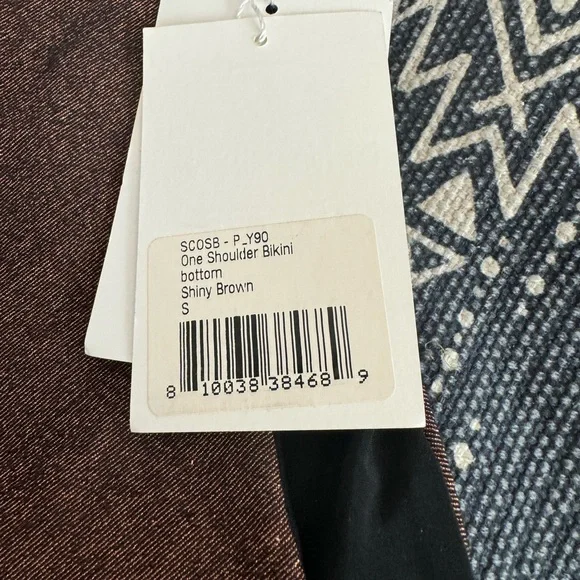 SCOSB - P_Y90
One Shoulder Bikini
bottom
Shiny Brown
S
8 10038 38468 9